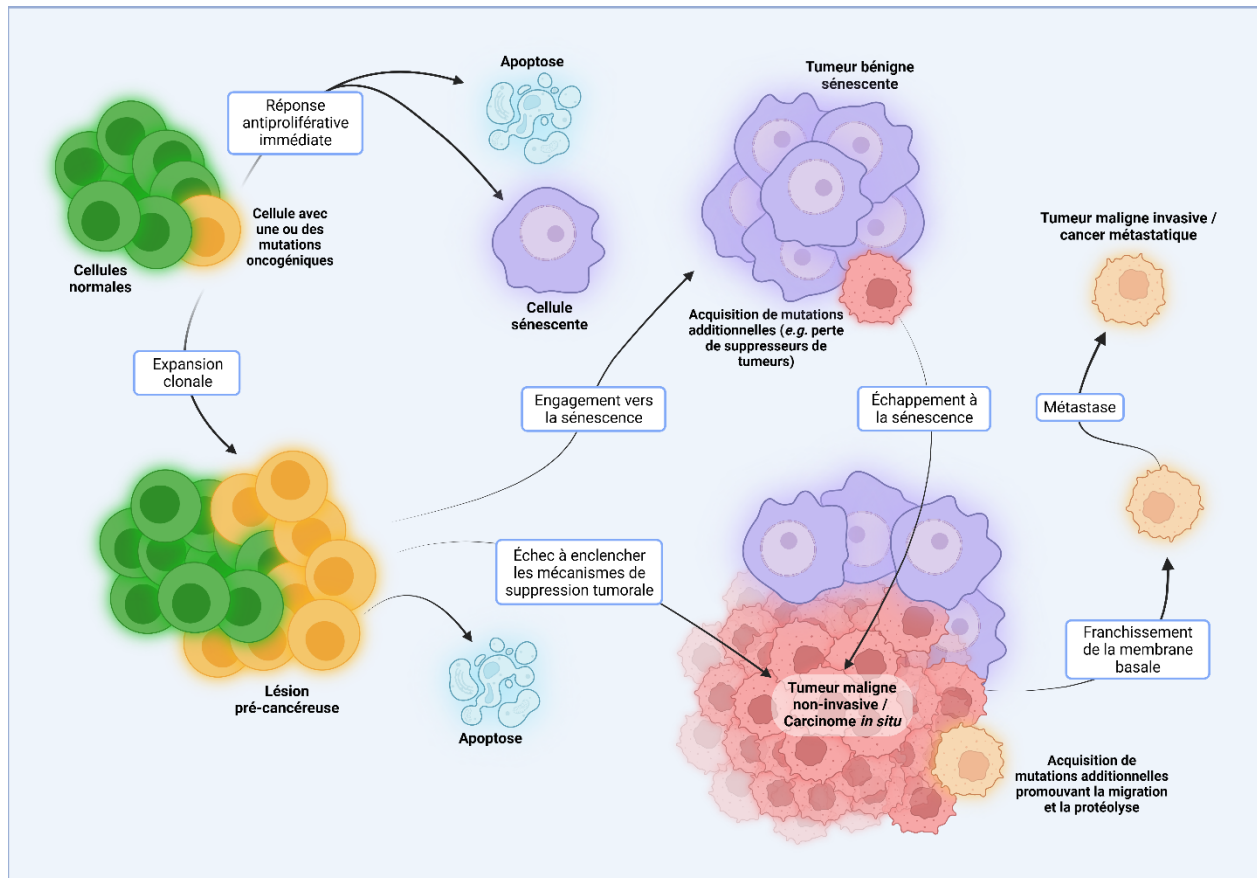 Réponse
antiproliférative
immédiate
Apoptose
Cellule
sénescente
Cellule avec
une ou des
mutations
oncogéniques
Cellules
normales
Expansion
clonale
Lésion
pré-cancéreuse
Apoptose
Engagement vers
la sénescence
Échec à enclencher
les mécanismes de
suppression tumorale
Tumeur bénigne
sénescente
Acquisition de mutations
additionnelles (e.g. perte
de suppresseurs de
tumeurs)
Échappement à
la sénescence
Tumeur maligne
non-invasive /
Carcinome in situ
Acquisition de
mutations additionnelles
promouvant la migration
et la protéolyse
Franchissement
de la membrane
basale
Métastase
Tumeur maligne invasive /
cancer métastatique